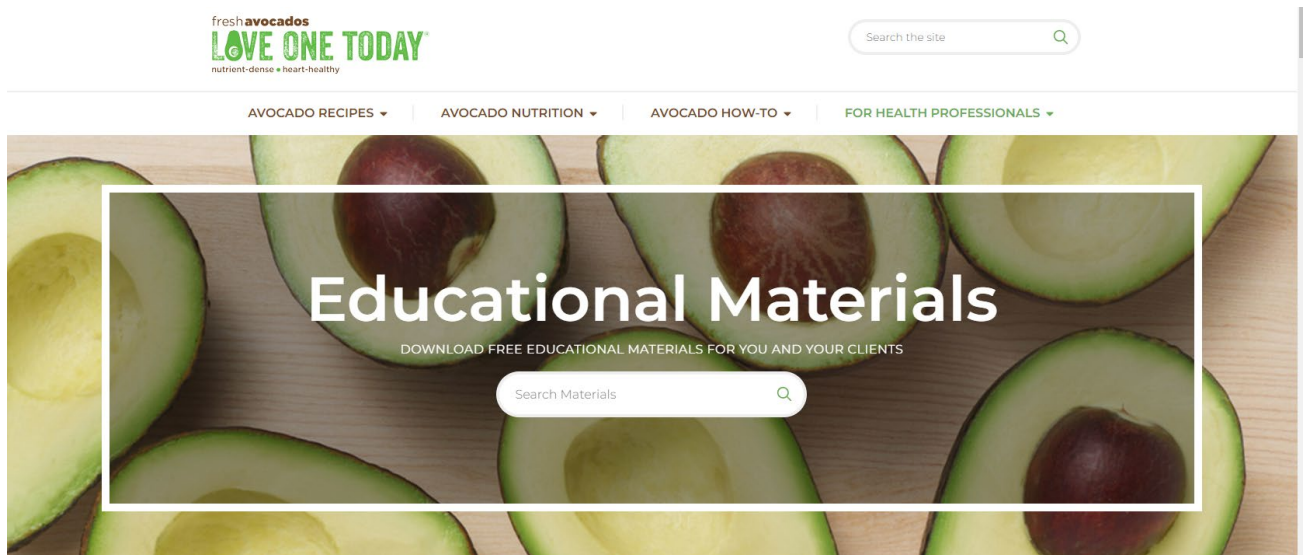 fresh avocados
LOVE ONE TODAY®
nutrient-dense • heart-healthy
Search the site
AVOCADO RECIPES
AVOCADO NUTRITION
AVOCADO HOW-TO
FOR HEALTH PROFESSIONALS
Educational Materials
DOWNLOAD FREE EDUCATIONAL MATERIALS FOR YOU AND YOUR CLIENTS
Search Materials